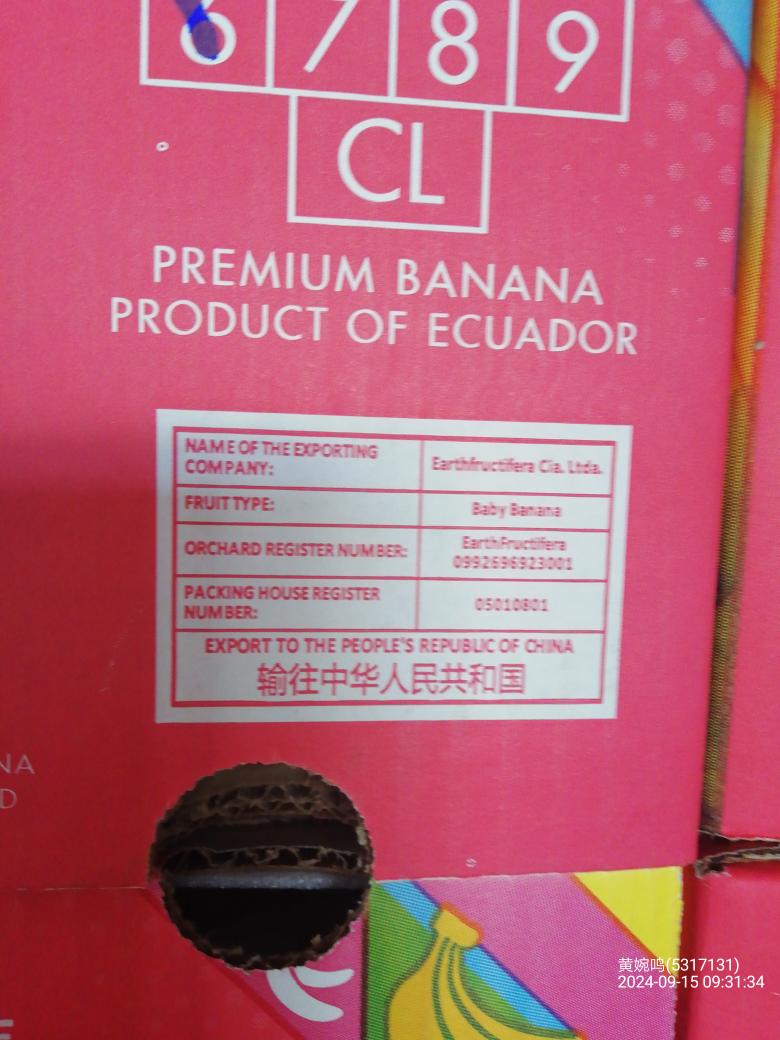 6 7 8 9
CL
PREMIUM BANANA
PRODUCT OF ECUADOR
NAME OF THE EXPORTING
COMPANY:
Earthfructifera Cia. Ltda.
FRUIT TYPE:
Baby Banana
ORCHARD REGISTER NUMBER:
EarthFructifera
0992696923001
PACKING HOUSE REGISTER
NUMBER:
05010801
EXPORT TO THE PEOPLE'S REPUBLIC OF CHINA
输往中华人民共和国
NA
D
黄婉鸣(5317131)
2024-09-15 09:31:34